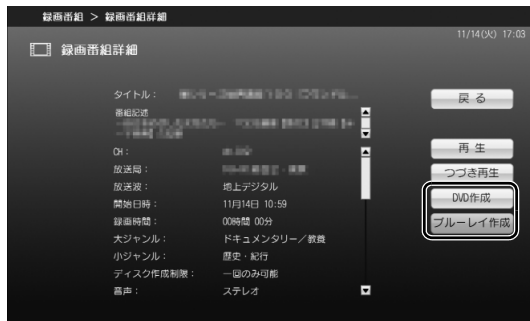 録画番組 > 録画番組詳細
11/14(火) 17:03
録画番組詳細
タイトル：
戻る
番組記述
再生
CH：
つづき再生
放送局：
放送波： 地上デジタル
DVD作成
開始日時： 11月14日 10:59
録画時間： 00時間 00分
ブルーレイ作成
大ジャンル： ドキュメンタリー／教養
小ジャンル： 歴史・紀行
ディスク作成制限： 一回のみ可能
音声： ステレオ